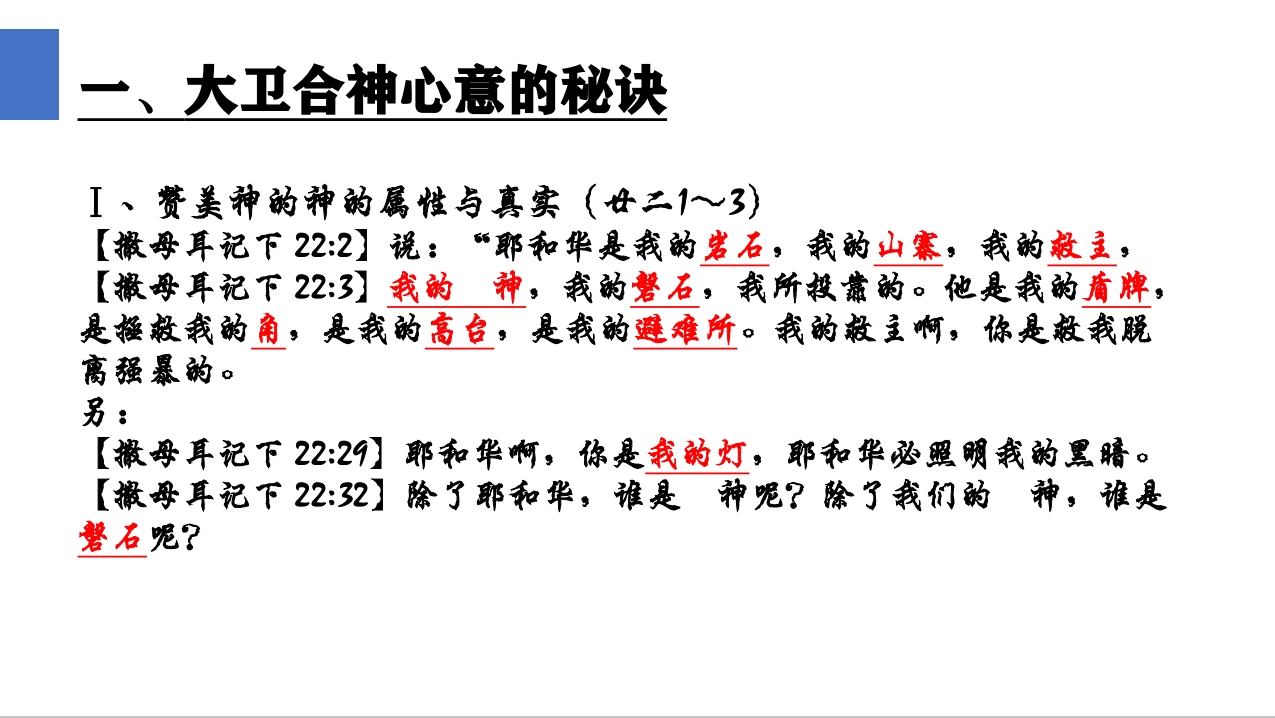 一、大卫合神心意的秘诀
Ⅰ、赞美神的神的属性与真实（廿二1～3）
【撒母耳记下 22:2】说：“耶和华是我的岩石，我的山寨，我的救主，
【撒母耳记下 22:3】我的　神，我的磐石，我所投靠的。他是我的盾牌，
是拯救我的角，是我的高台，是我的避难所。我的救主啊，你是救我脱
离强暴的。
另：
【撒母耳记下 22:29】耶和华啊，你是我的灯，耶和华必照明我的黑暗。
【撒母耳记下 22:32】除了耶和华，谁是　神呢？除了我们的　神，谁是
磐石呢？